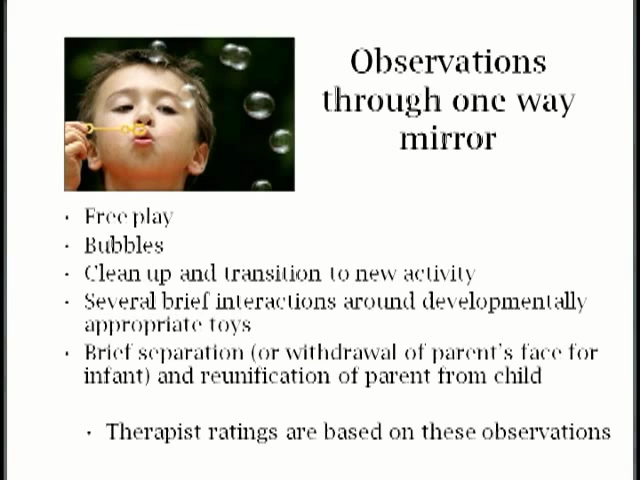 Observations
through one way
mirror
· Free play
· Bubbles
· Clean up and transition to new activity
· Several brief interactions around developmentally
appropriate toys
· Brief separation (or withdrawal of parent's face for
infant) and reunification of parent from child
· Therapist ratings are based on these observations